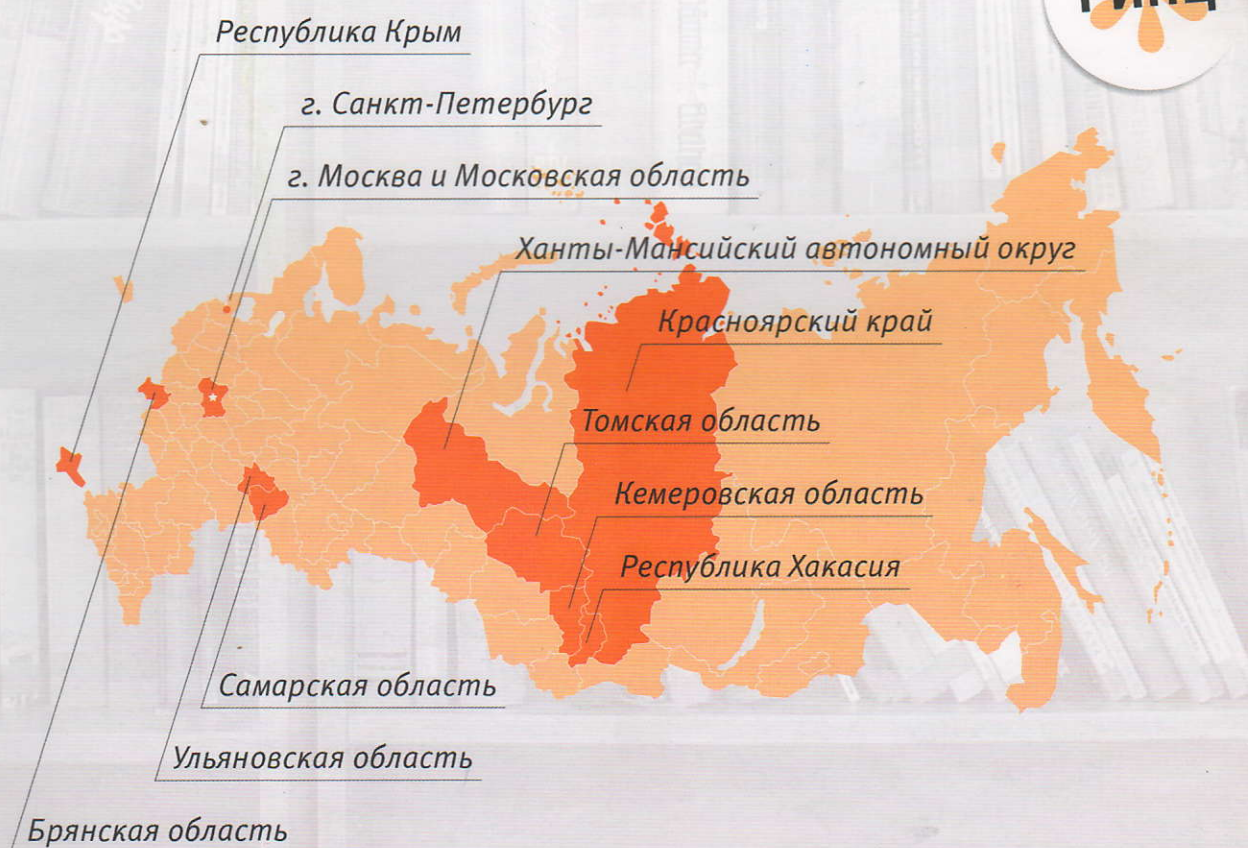 Республика Крым
г. Санкт-Петербург
г. Москва и Московская область
Ханты-Мансийский автономный округ
Красноярский край
Томская область
Кемеровская область
Республика Хакасия
Самарская область
Ульяновская область
Брянская область